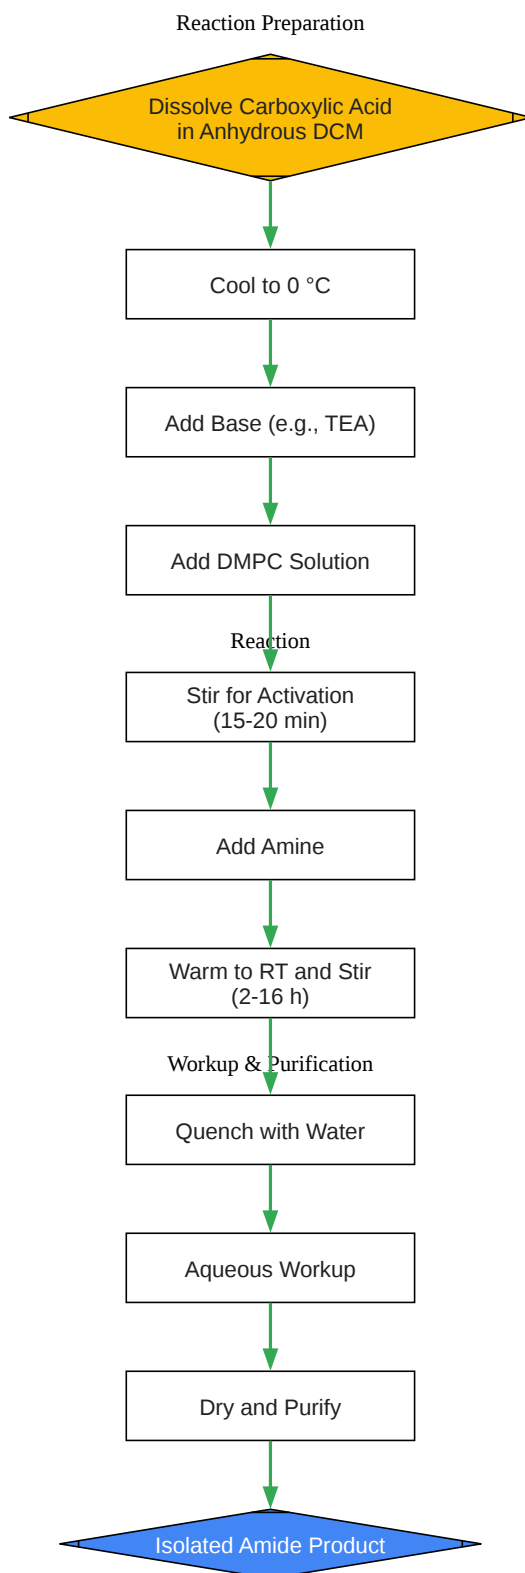 Reaction Preparation
Dissolve Carboxylic Acid
in Anhydrous DCM
Cool to 0 °C
Add Base (e.g., TEA)
Add DMPC Solution
Reaction
Stir for Activation
(15-20 min)
Add Amine
Warm to RT and Stir
(2-16 h)
Workup & Purification
Quench with Water
Aqueous Workup
Dry and Purify
Isolated Amide Product